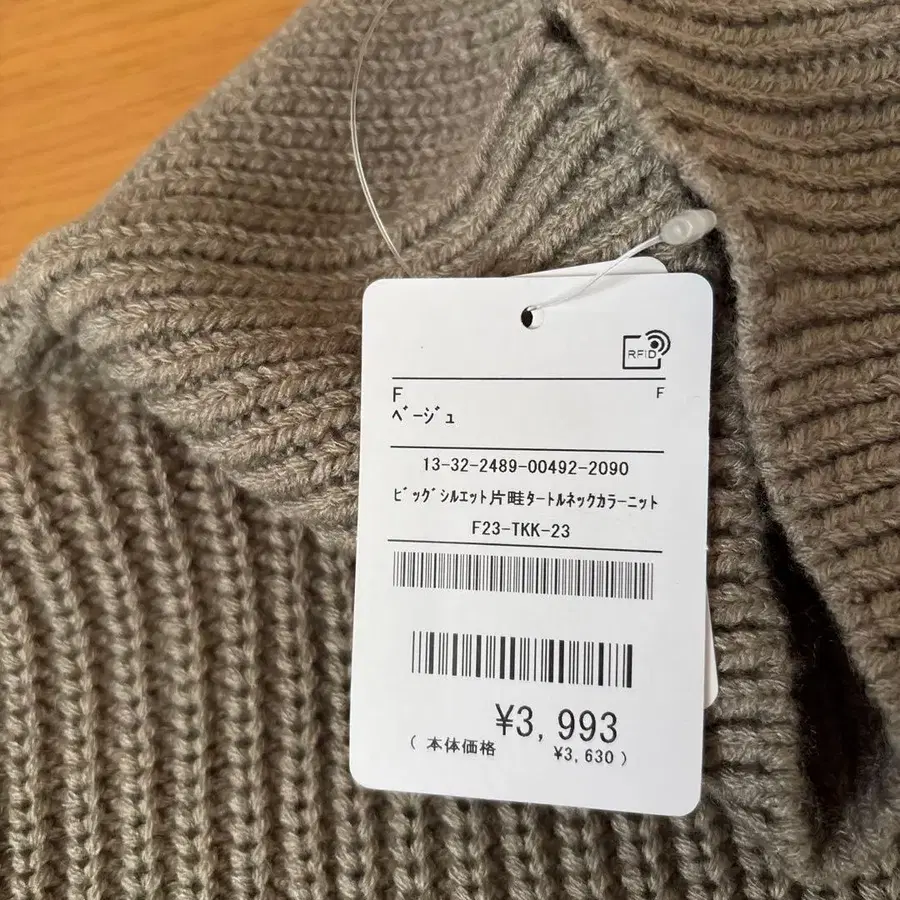 RFID
F F
ﾍﾞｰｼﾞｭ
13-32-2489-00492-2090
ﾋﾞｯｸﾞｼﾙｴｯﾄ片畦ﾀｰﾄﾙﾈｯｸｶﾗｰﾆｯﾄ
F23-TKK-23
¥3,993
( 本体価格 ¥3,630 )